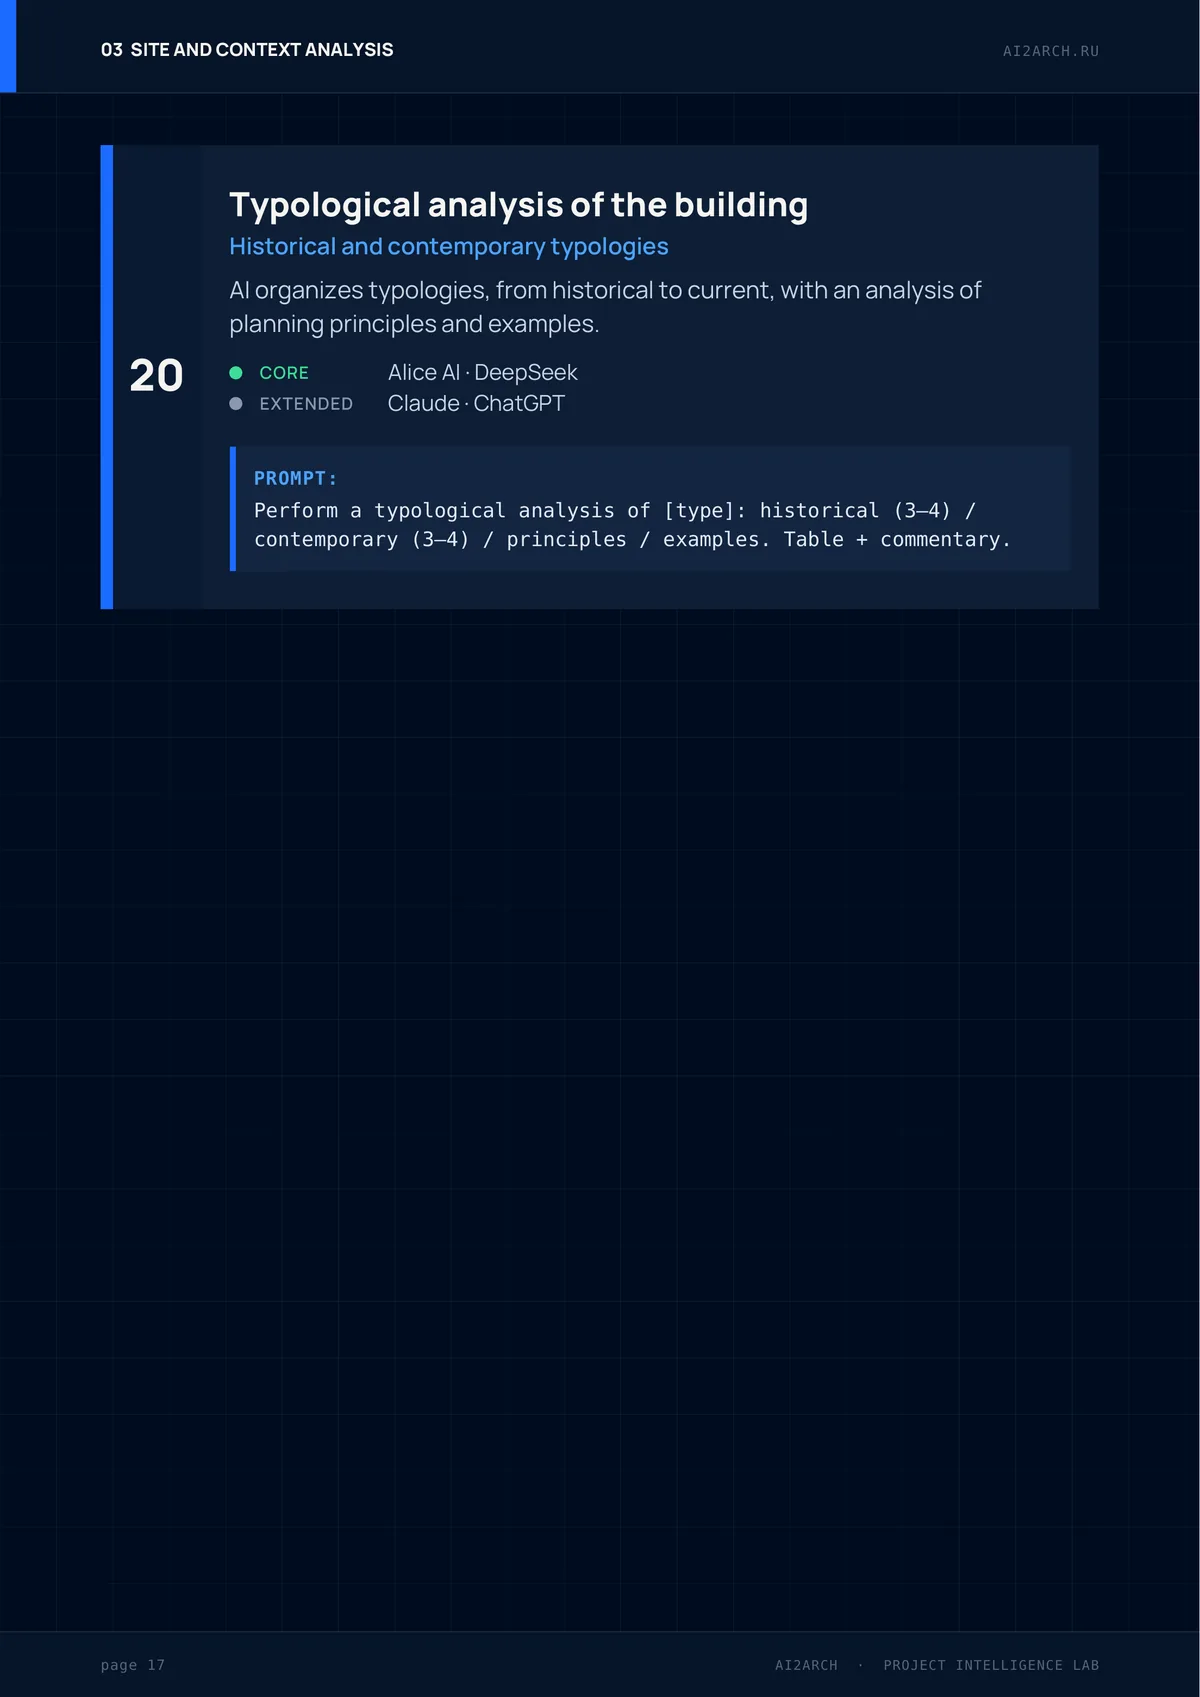 03 SITE AND CONTEXT ANALYSIS
AI2ARCH.RU
20
Typological analysis of the building
Historical and contemporary typologies
AI organizes typologies, from historical to current, with an analysis of
planning principles and examples.
CORE Alice AI · DeepSeek
EXTENDED Claude · ChatGPT
PROMPT:
Perform a typological analysis of [type]: historical (3–4) /
contemporary (3–4) / principles / examples. Table + commentary.
page 17
AI2ARCH · PROJECT INTELLIGENCE LAB